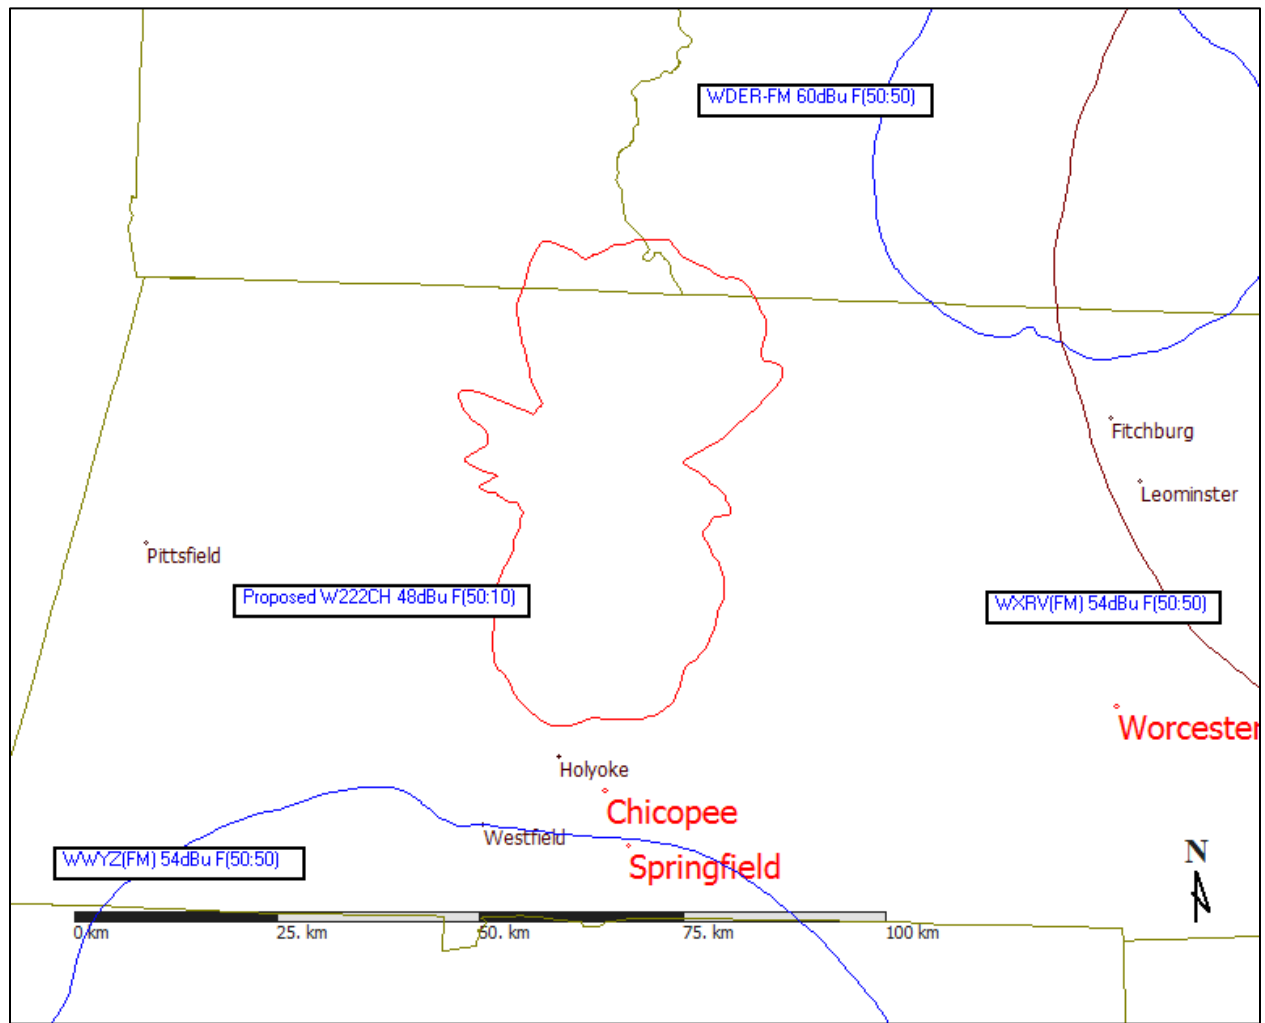 WDER-FM 60dBu F(50:50)
Fitchburg
Leominster
Pittsfield
Proposed W222CH 48dBu F(50:10)
WXRV(FM) 54dBu F(50:50)
Worcester
Holyoke
Chicopee
Westfield
WWYZ(FM) 54dBu F(50:50)
Springfield
N
0 km 25. km 50. km 75. km 100 km